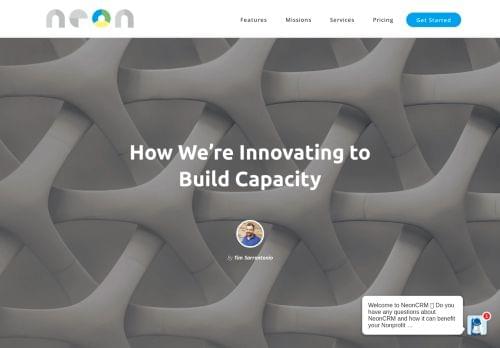 neon
Features Missions Services Pricing Get Started
How We’re Innovating to
Build Capacity
By Tim Sarrantonio
Welcome to NeonCRM ▯ Do you
have any questions about
NeonCRM and how it can benefit
your Nonprofit ...
1